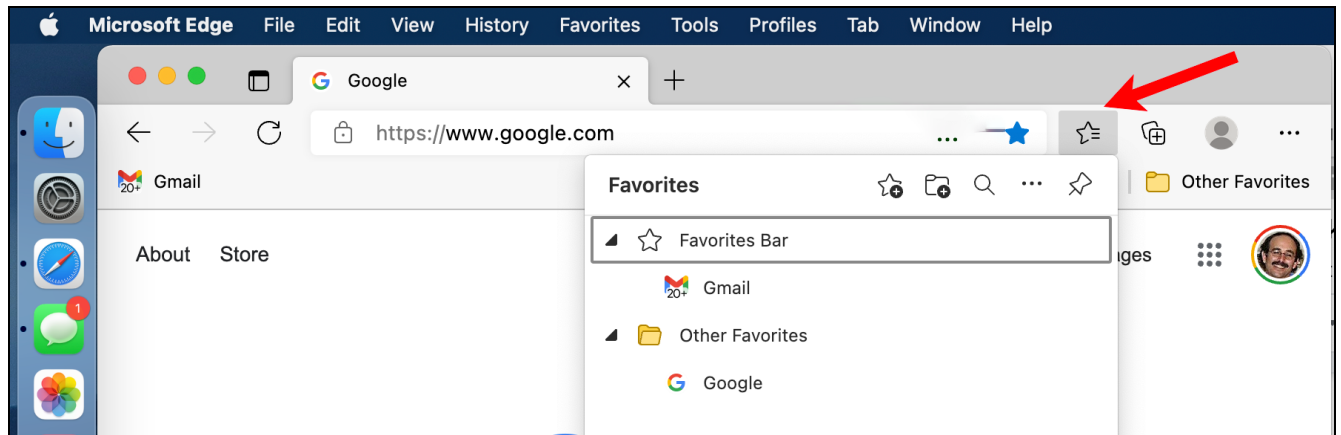 Microsoft Edge File Edit View History Favorites Tools Profiles Tab Window Help
Google
https://www.google.com
20+ Gmail
Other Favorites
Favorites
About Store
Favorites Bar
1
20+ Gmail
Other Favorites
Google